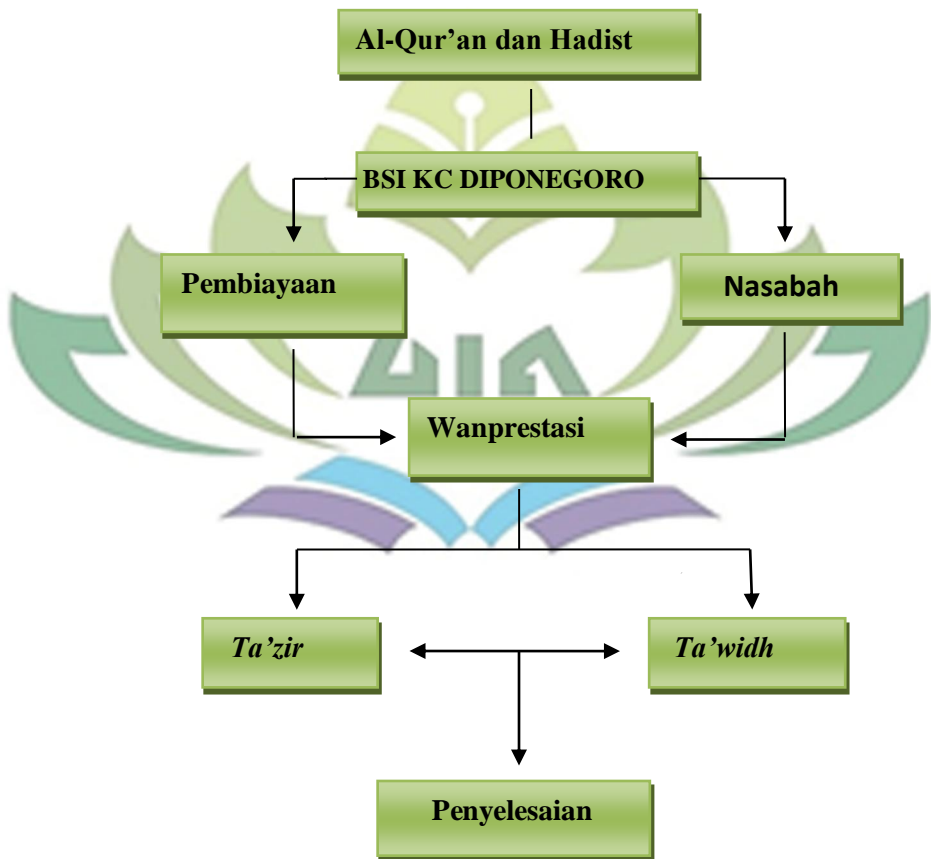 Al-Qur’an dan Hadist
BSI KC DIPONEGORO
Pembiayaan
Nasabah
Wanprestasi
Ta’zir
Ta’widh
Penyelesaian